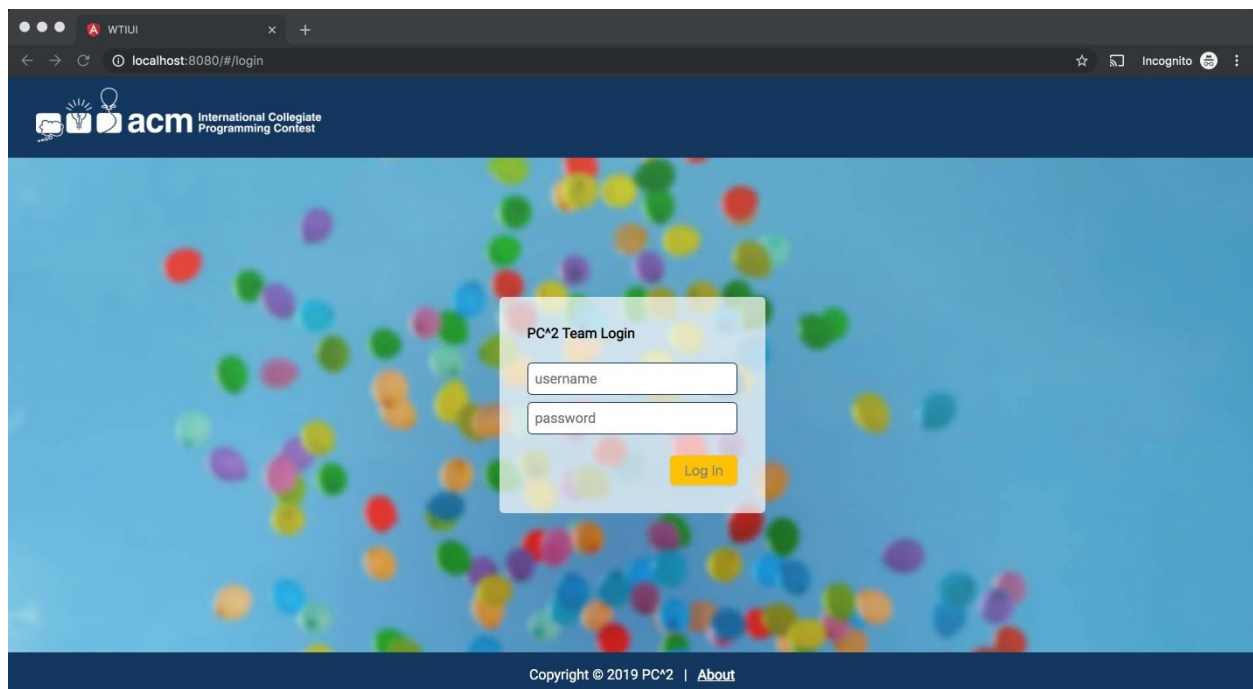 WTIUI
localhost:8080/#/login
Incognito
acm International Collegiate
Programming Contest
PC^2 Team Login
username
password
Log In
Copyright © 2019 PC^2 | About